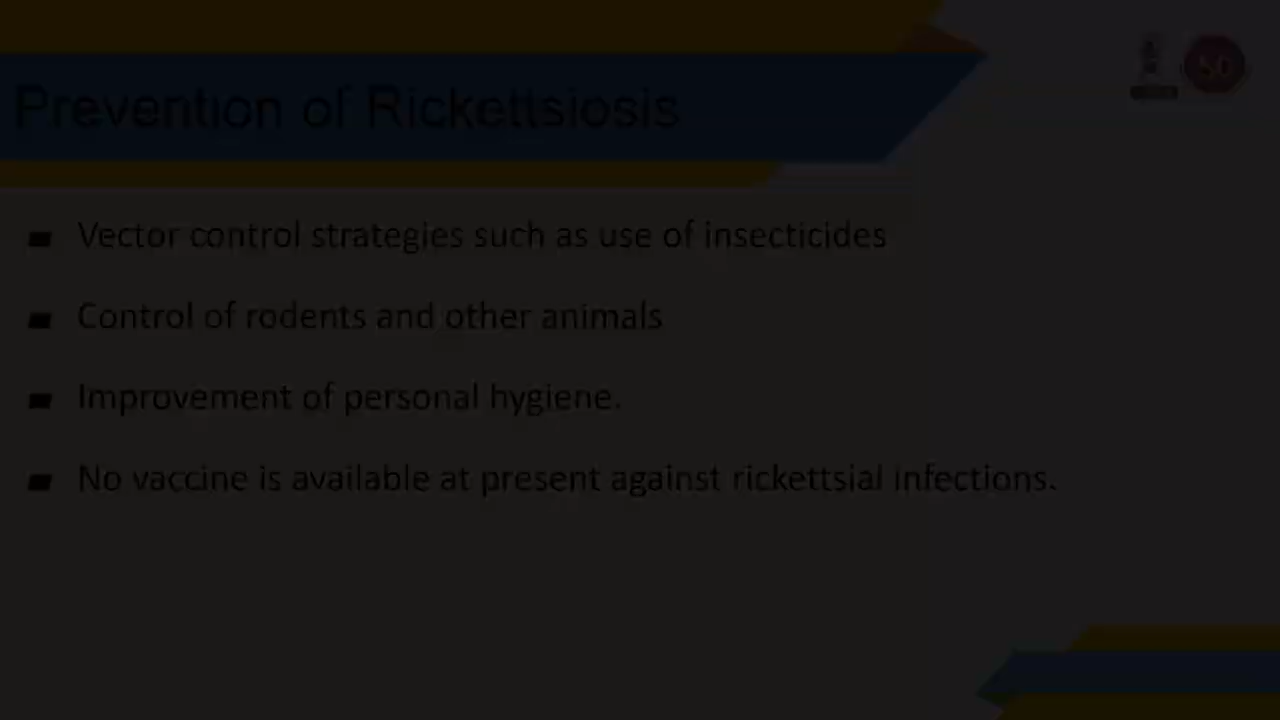 Prevention of Rickettsiosis
Vector control strategies such as use of insecticides
Control of rodents and other animals
Improvement of personal hygiene.
No vaccine is available at present against rickettsial infections.
50